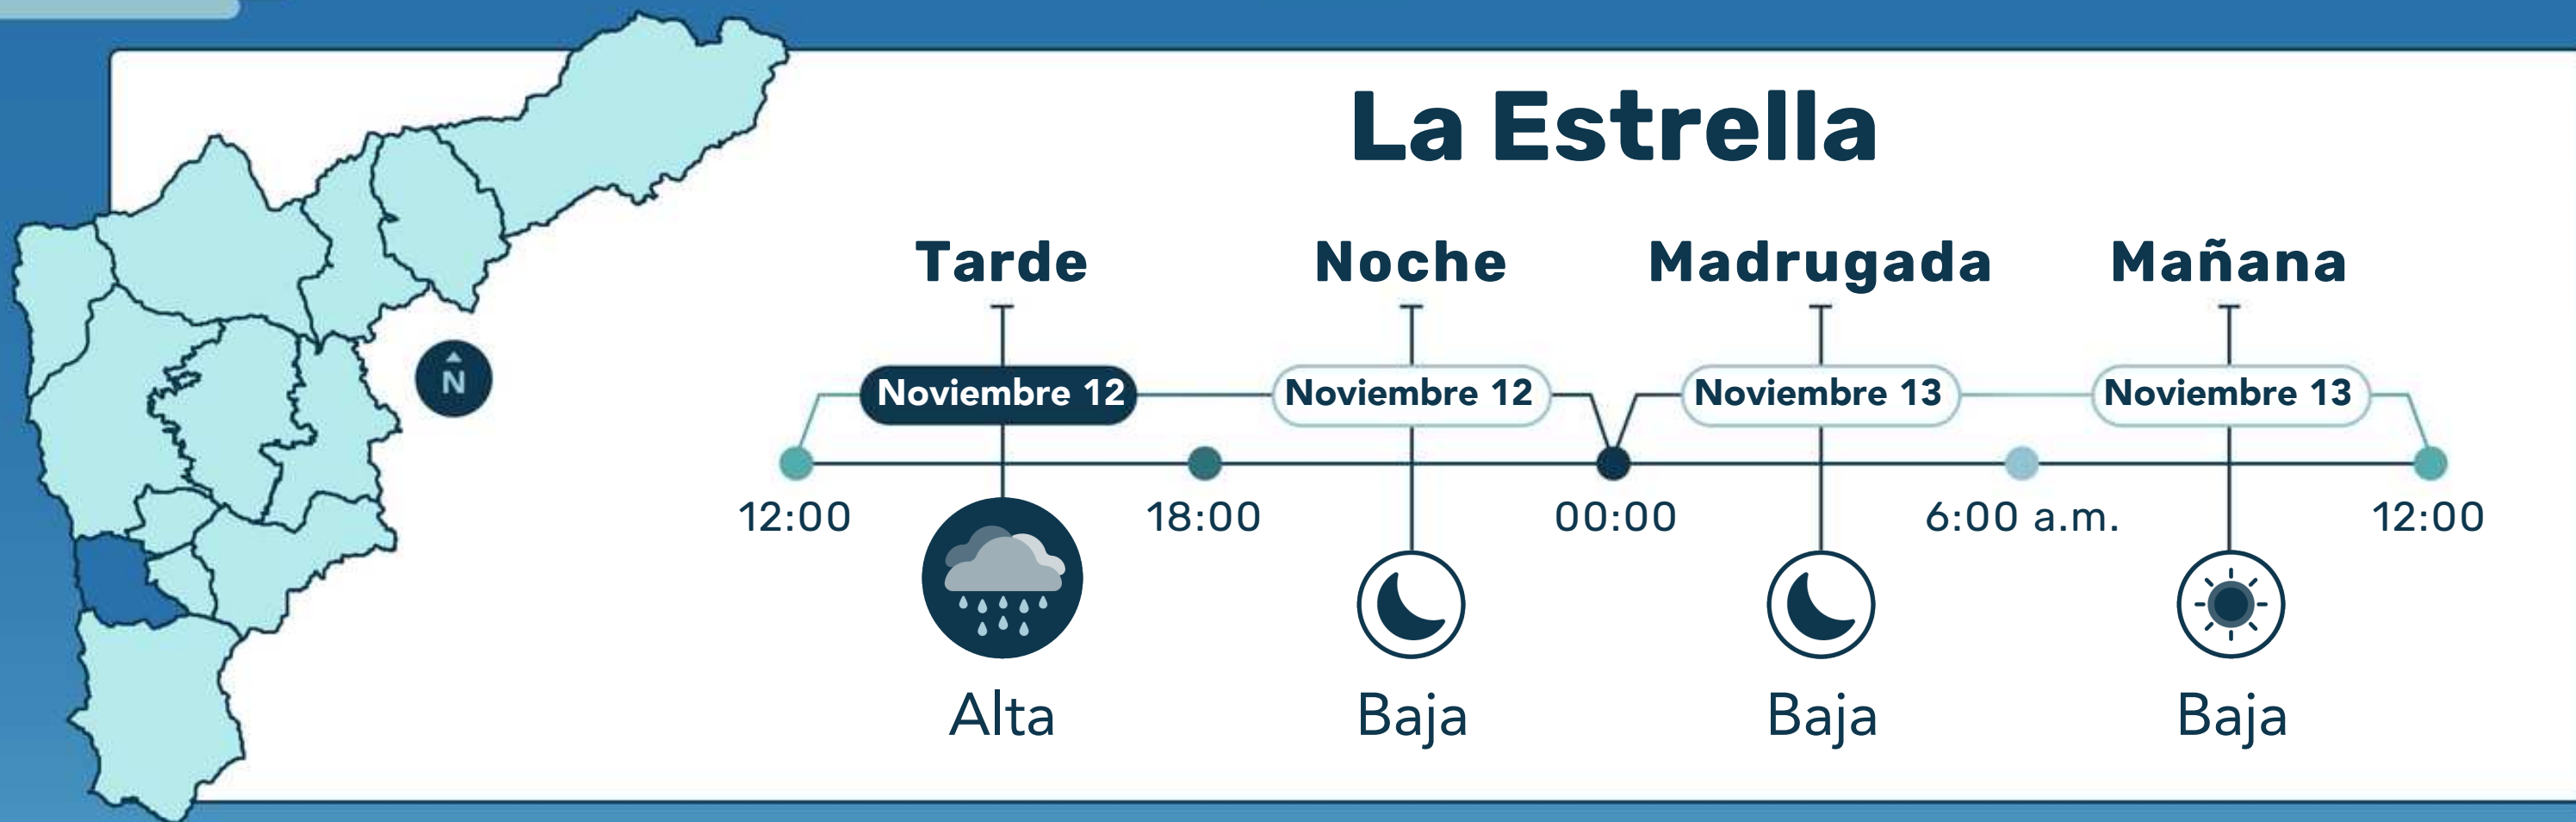 La Estrella
Tarde
Noche
Madrugada
Mañana
N
Noviembre 12
Noviembre 12
Noviembre 13
Noviembre 13
12:00
18:00
00:00
6:00 a.m.
12:00
Alta
Baja
Baja
Baja